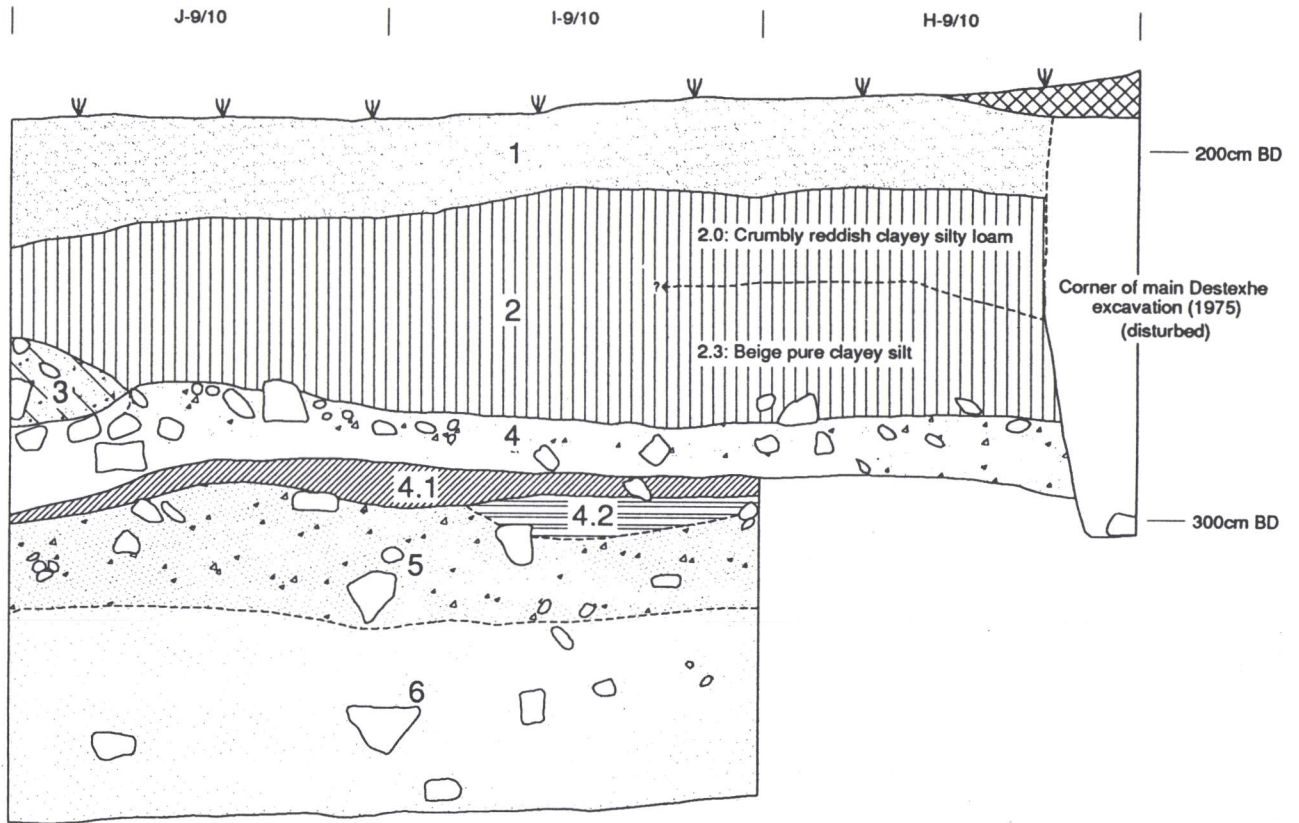 J-9/10
I-9/10
H-9/10
1
200cm BD
2.0: Crumbly reddish clayey silty loam
?
Corner of main Destexhe
excavation (1975)
(disturbed)
2
2.3: Beige pure clayey silt
3
4
4.1
4.2
300cm BD
5
6